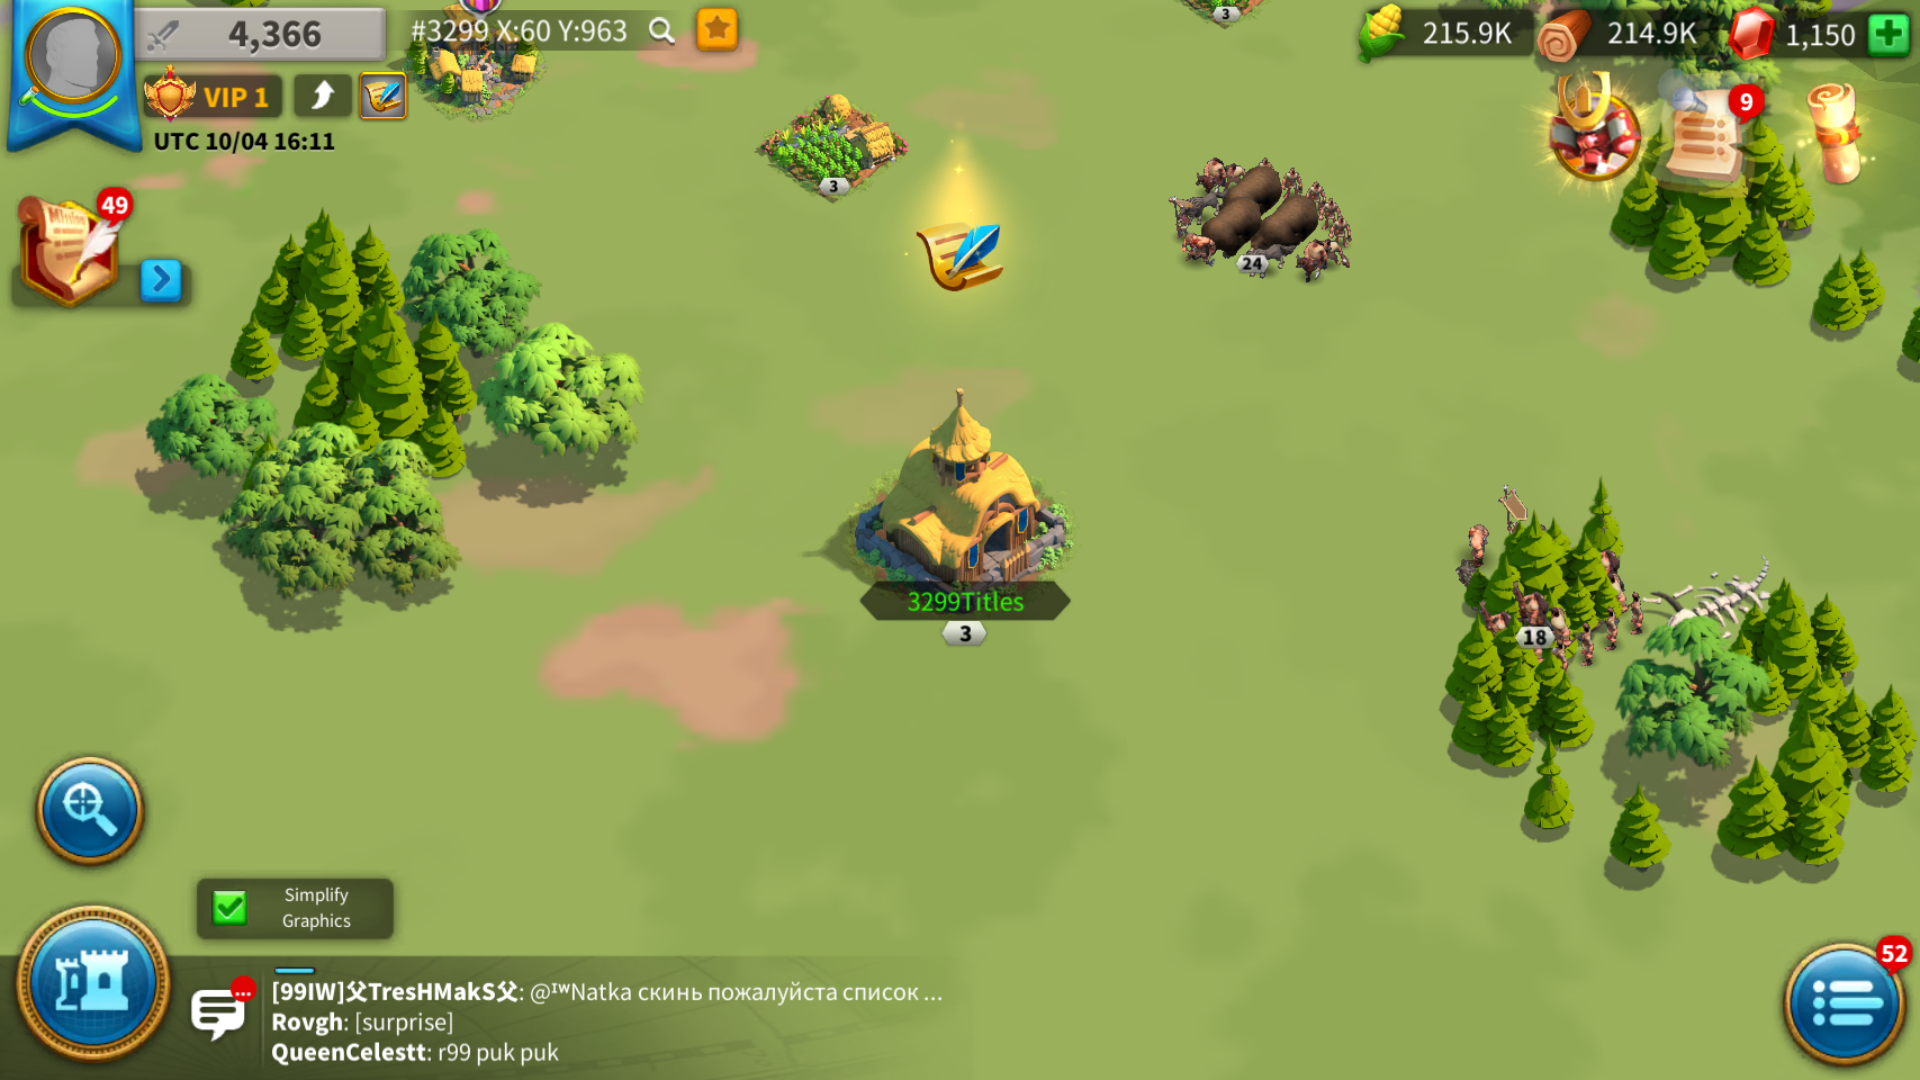 4,366
#3299 X:60 Y:963
215.9K
214.9K
1,150
VIP 1
UTC 10/04 16:11
9
3
3
49
Mission
24
3299Titles
3
18
Simplify
Graphics
52
[99IW]父TresHMakS父: @ᴵᵂNatka скинь пожалуйста список ...
Rovgh: [surprise]
QueenCelestt: r99 puk puk